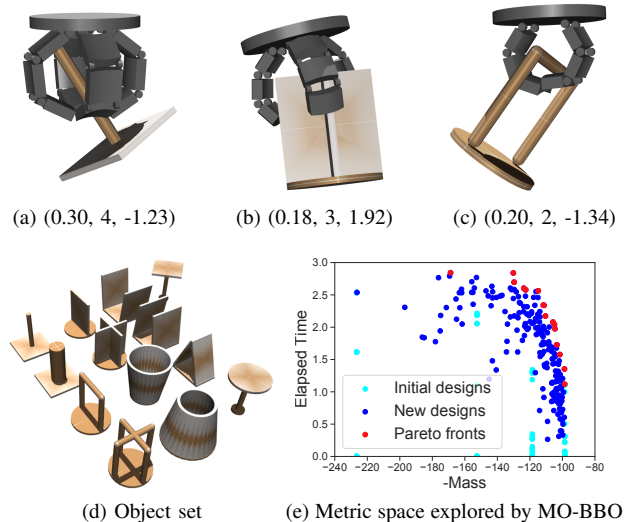 (a) (0.30, 4, -1.23)
(b) (0.18, 3, 1.92)
(c) (0.20, 2, -1.34)
3.0
2.5
2.0
1.5
1.0
0.5
0.0
Elapsed Time
Initial designs
New designs
Pareto fronts
-240 -220 -200 -180 -160 -140 -120 -100 -80
-Mass
(d) Object set
(e) Metric space explored by MO-BBO